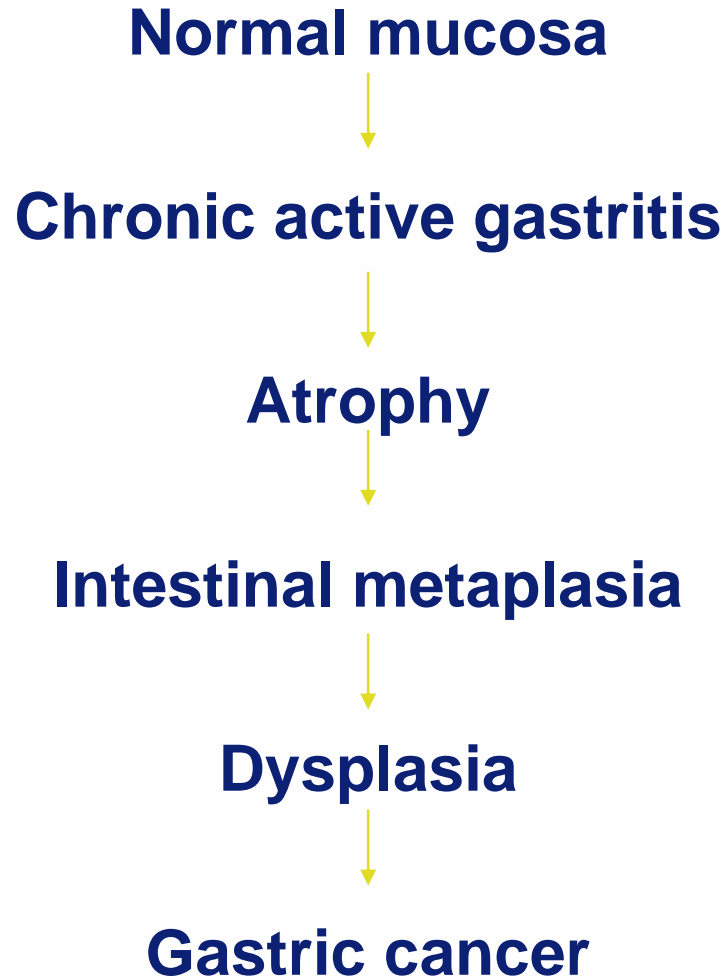 Normal mucosa
Chronic active gastritis
Atrophy
Intestinal metaplasia
Dysplasia
Gastric cancer